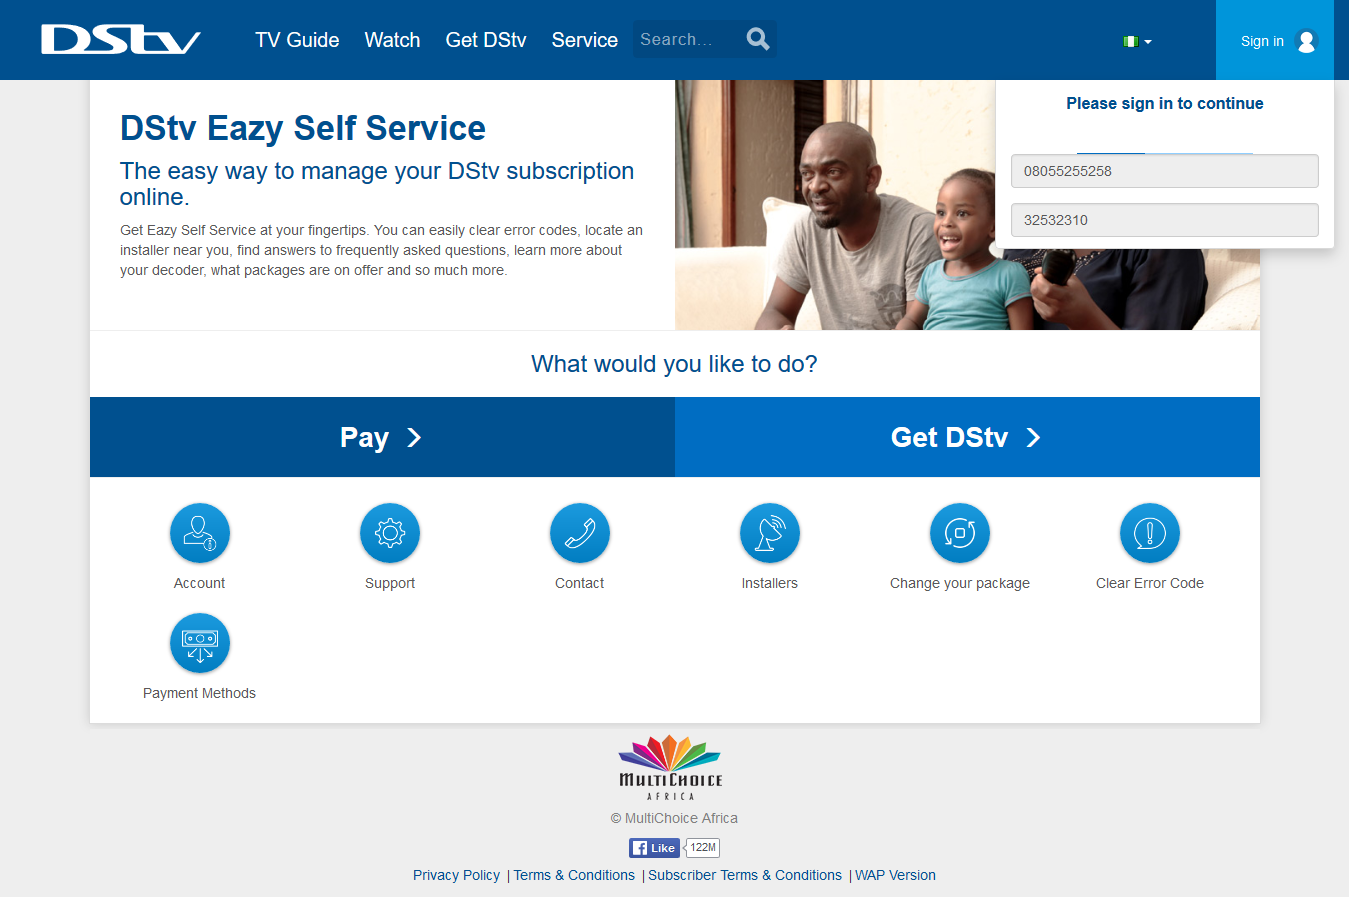 DStv
TV Guide Watch Get DStv Service Search... Sign in
Please sign in to continue
08055255258
32532310
DStv Eazy Self Service
The easy way to manage your DStv subscription
online.
Get Eazy Self Service at your fingertips. You can easily clear error codes, locate an
installer near you, find answers to frequently asked questions, learn more about
your decoder, what packages are on offer and so much more.
What would you like to do?
Pay Get DStv
Account Support Contact Installers Change your package Clear Error Code
Payment Methods
MULTICHOICE
AFRICA
© MultiChoice Africa
Like 122M
Privacy Policy | Terms & Conditions | Subscriber Terms & Conditions | WAP Version